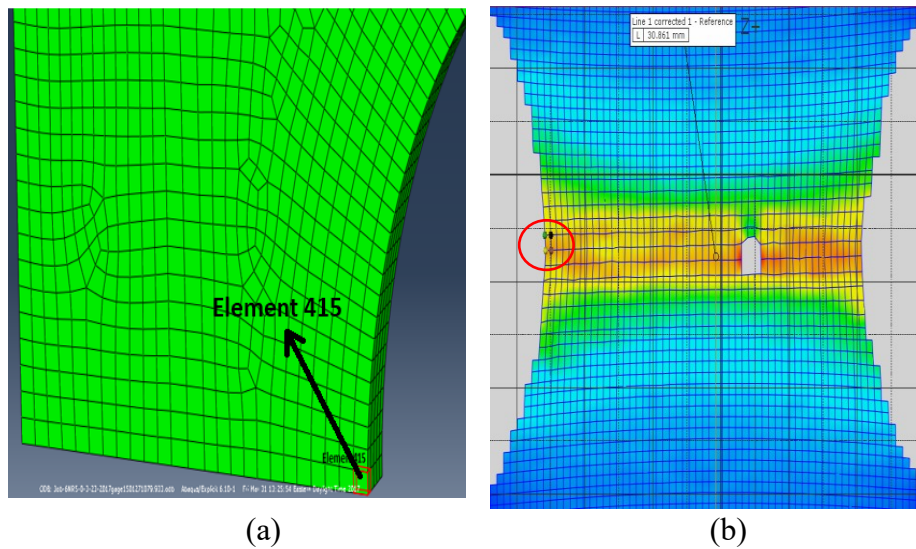 Line 1 corrected 1 - Reference
L 30.861 mm
Z+
Element 415
Element 415
(a)
(b)